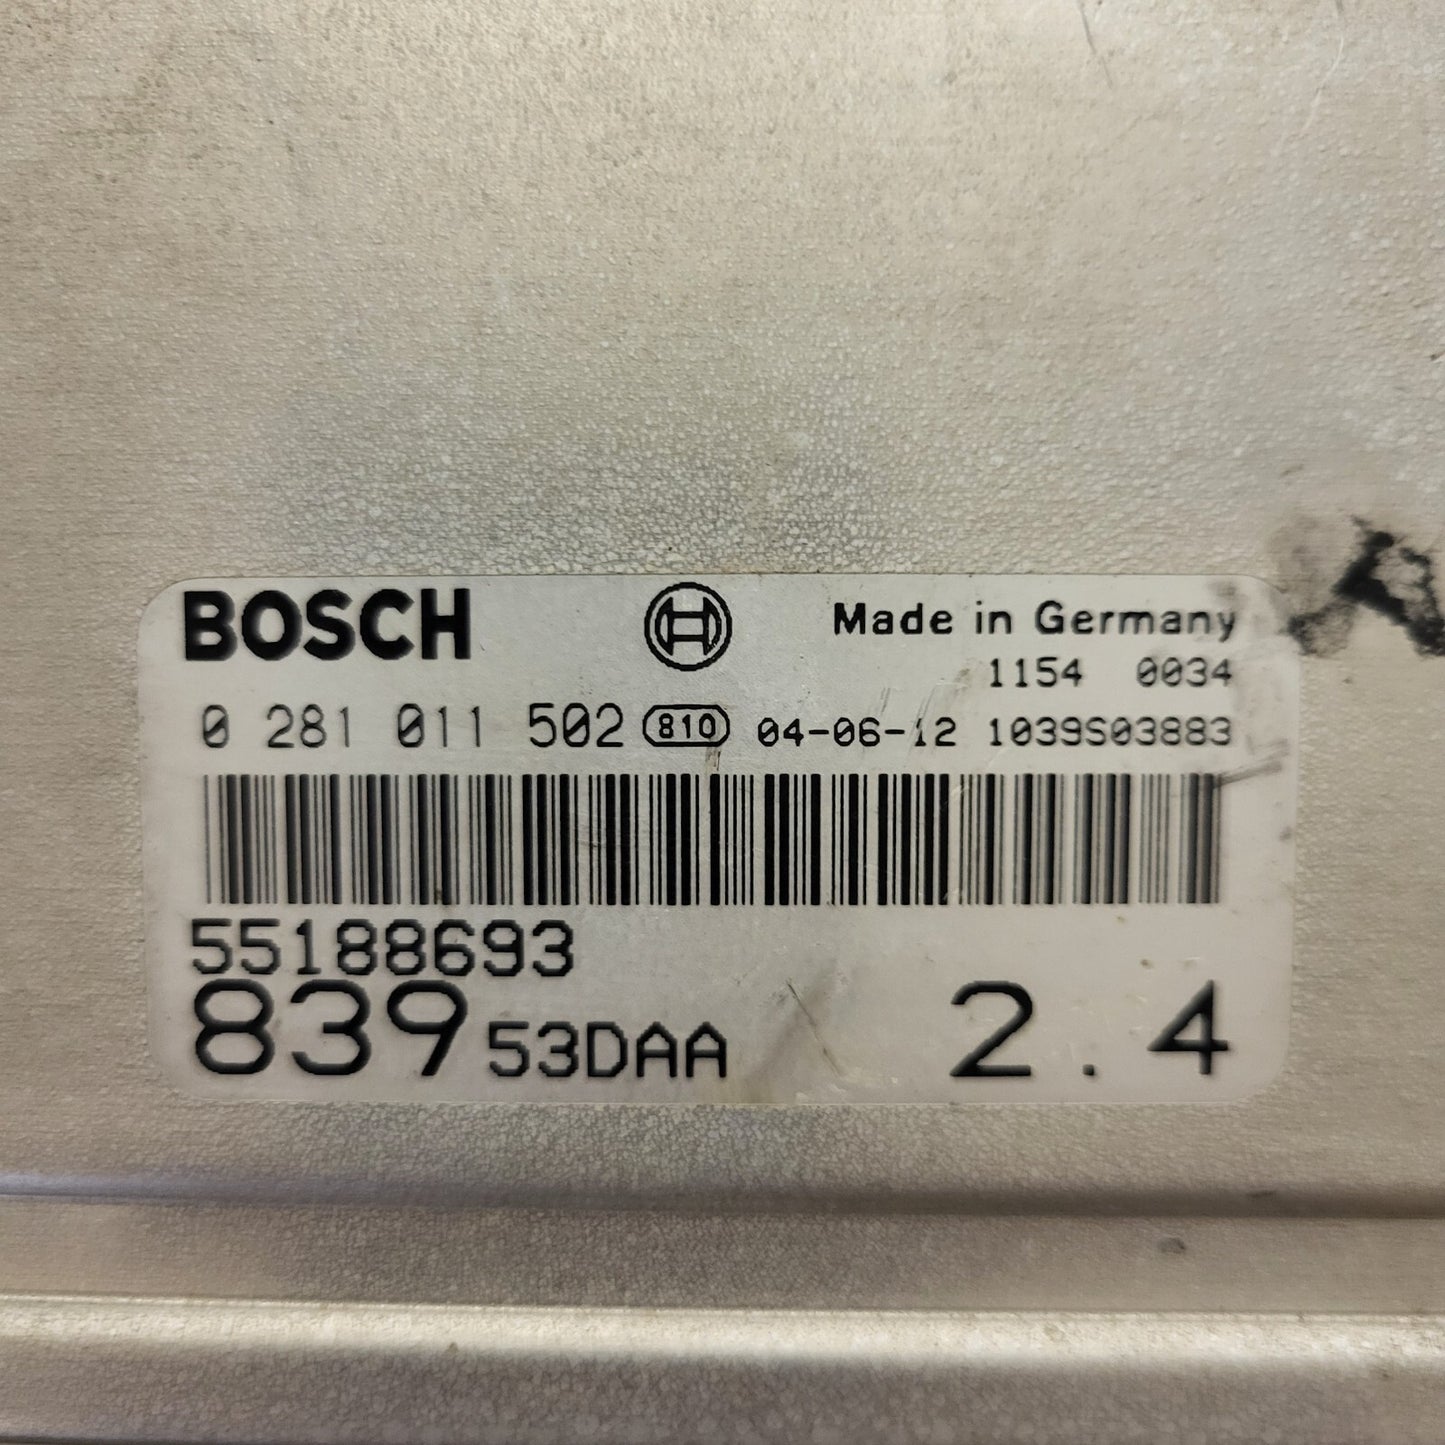 BOSCH Made in Germany
1154 0034
0 281 011 502 810 04-06-12 1039S03883
55188693
839 53DAA 2.4